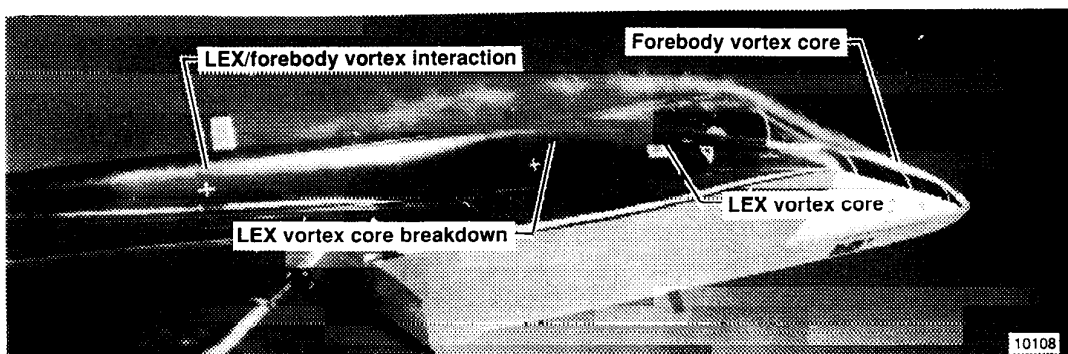 Forebody vortex core
LEX/forebody vortex interaction
LEX vortex core
LEX vortex core breakdown
10108